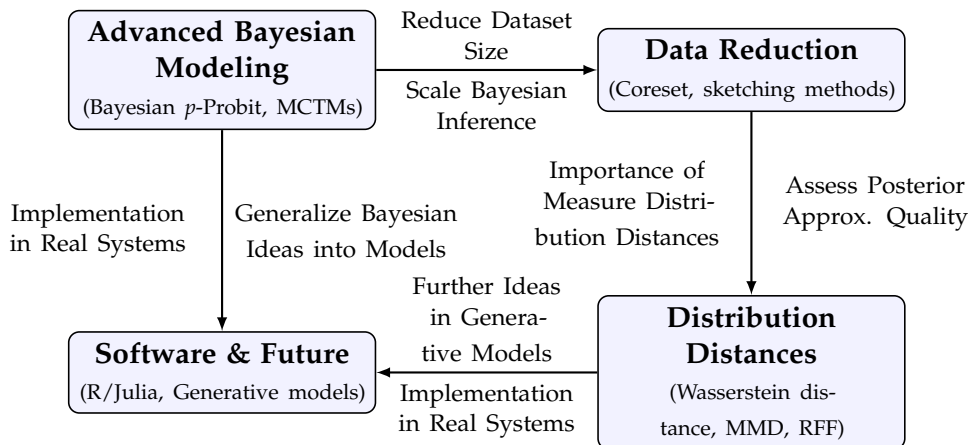 Advanced Bayesian
Modeling
(Bayesian p-Probit, MCTMs)
Reduce Dataset
Size
Scale Bayesian
Inference
Data Reduction
(Coreset, sketching methods)
Implementation
in Real Systems
Generalize Bayesian
Ideas into Models
Importance of
Measure Distri-
bution Distances
Assess Posterior
Approx. Quality
Software & Future
(R/Julia, Generative models)
Further Ideas
in Genera-
tive Models
Implementation
in Real Systems
Distribution
Distances
(Wasserstein dis-
tance, MMD, RFF)